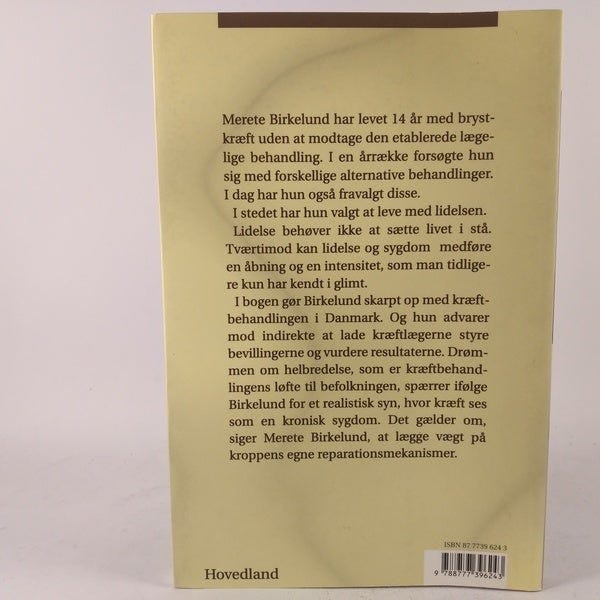 Merete Birkelund har levet 14 år med bryst-
kræft uden at modtage den etablerede læge-
lige behandling. I en årrække forsøgte hun
sig med forskellige alternative behandlinger.
I dag har hun også fravalgt disse.
I stedet har hun valgt at leve med lidelsen.
Lidelse behøver ikke at sætte livet i stå.
Tværtimod kan lidelse og sygdom medføre
en åbning og en intensitet, som man tidlige-
re kun har kendt i glimt.
I bogen gør Birkelund skarpt op med kræft-
behandlingen i Danmark. Og hun advarer
mod indirekte at lade kræftlægerne styre
bevillingerne og vurdere resultaterne. Drøm-
men om helbredelse, som er kræftbehand-
lingens løfte til befolkningen, spærrer ifølge
Birkelund for et realistisk syn, hvor kræft ses
som en kronisk sygdom. Det gælder om,
siger Merete Birkelund, at lægge vægt på
kroppens egne reparationsmekanismer.
ISBN 87 7739 624 3
9 788777 396243
Hovedland